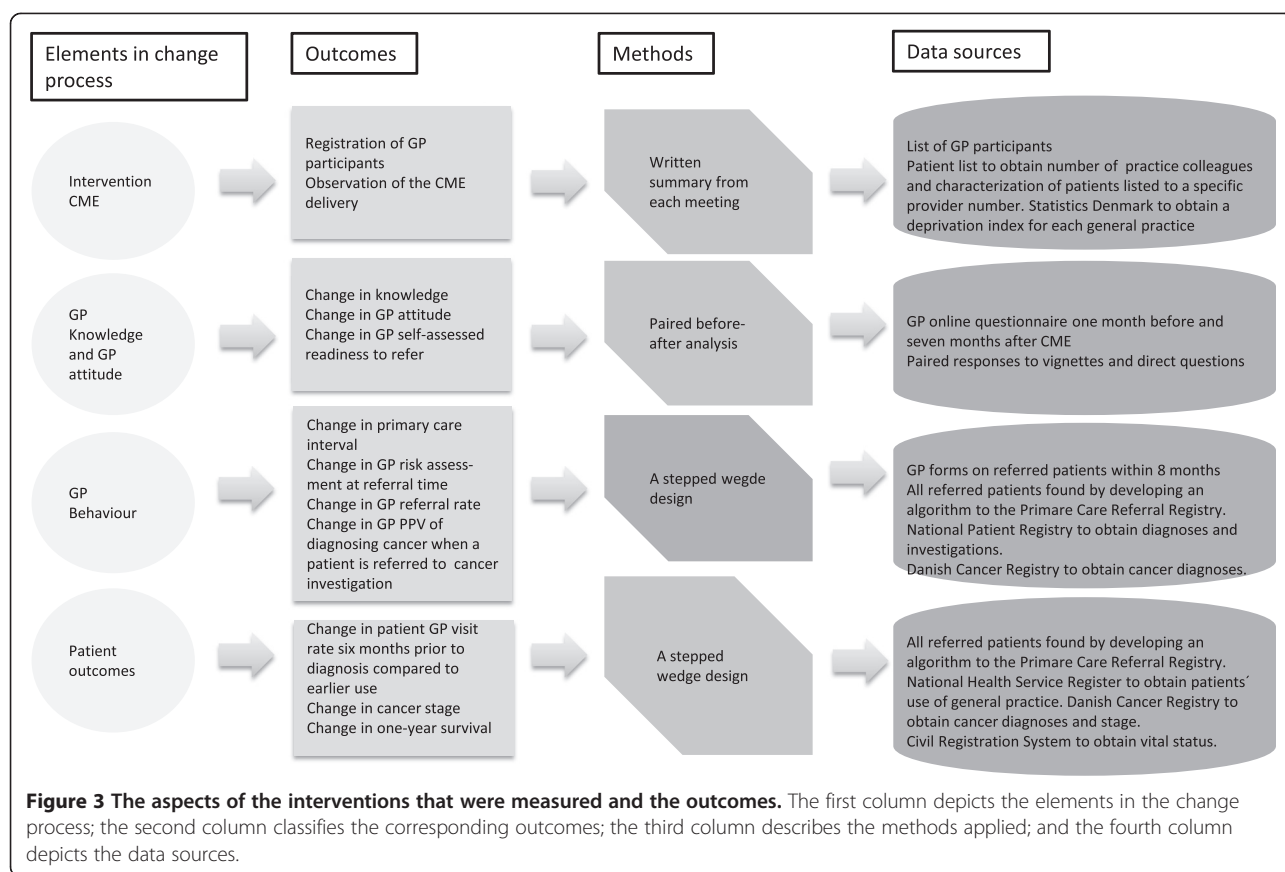 Elements in change
process
Outcomes
Methods
Data sources
Intervention
CME
Registration of GP
participants
Observation of the CME
delivery
Written
summary from
each meeting
List of GP participants
Patient list to obtain number of practice colleagues
and characterization of patients listed to a specific
provider number. Statistics Denmark to obtain a
deprivation index for each general practice
GP
Knowledge
and GP
attitude
Change in knowledge
Change in GP attitude
Change in GP self-assessed
readiness to refer
Paired before-
after analysis
GP online questionnaire one month before and
seven months after CME
Paired responses to vignettes and direct questions
GP
Behaviour
Change in primary care
interval
Change in GP risk assess-
ment at referral time
Change in GP referral rate
Change in GP PPV of
diagnosing cancer when a
patient is referred to cancer
investigation
A stepped wegde
design
GP forms on referred patients within 8 months
All referred patients found by developing an
algorithm to the Primare Care Referral Registry.
National Patient Registry to obtain diagnoses and
investigations.
Danish Cancer Registry to obtain cancer diagnoses.
Patient
outcomes
Change in patient GP visit
rate six months prior to
diagnosis compared to
earlier use
Change in cancer stage
Change in one-year survival
A stepped
wedge design
All referred patients found by developing an
algorithm to the Primare Care Referral Registry.
National Health Service Register to obtain patients´
use of general practice. Danish Cancer Registry to
obtain cancer diagnoses and stage.
Civil Registration System to obtain vital status.
Figure 3 The aspects of the interventions that were measured and the outcomes. The first column depicts the elements in the change
process; the second column classifies the corresponding outcomes; the third column describes the methods applied; and the fourth column
depicts the data sources.